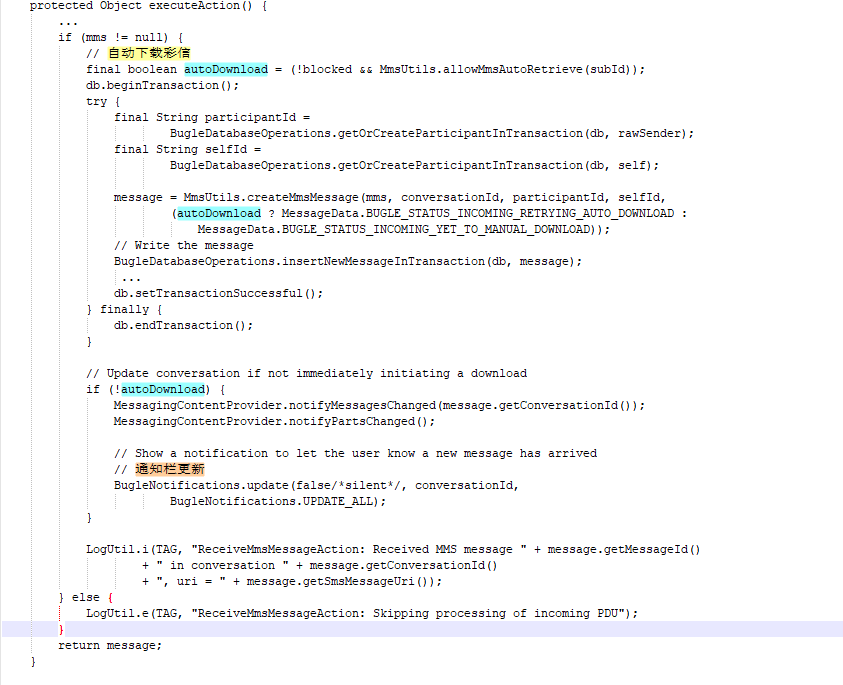 protected Object executeAction() {
...
if (mms != null) {
// 自动下载彩信
final boolean autoDownload = (!blocked && MmsUtils.allowMmsAutoRetrieve(subId));
db.beginTransaction();
try {
final String participantId =
BugleDatabaseOperations.getOrCreateParticipantInTransaction(db, rawSender);
final String selfId =
BugleDatabaseOperations.getOrCreateParticipantInTransaction(db, self);
message = MmsUtils.createMmsMessage(mms, conversationId, participantId, selfId,
(autoDownload ? MessageData.BUGLE_STATUS_INCOMING_RETRYING_AUTO_DOWNLOAD :
MessageData.BUGLE_STATUS_INCOMING_YET_TO_MANUAL_DOWNLOAD));
// Write the message
BugleDatabaseOperations.insertNewMessageInTransaction(db, message);
...
db.setTransactionSuccessful();
} finally {
db.endTransaction();
}
// Update conversation if not immediately initiating a download
if (!autoDownload) {
MessagingContentProvider.notifyMessagesChanged(message.getConversationId());
MessagingContentProvider.notifyPartsChanged();
// Show a notification to let the user know a new message has arrived
// 通知栏更新
BugleNotifications.update(false/*silent*/, conversationId,
BugleNotifications.UPDATE_ALL);
}
LogUtil.i(TAG, "ReceiveMmsMessageAction: Received MMS message " + message.getMessageId()
+ " in conversation " + message.getConversationId()
+ ", uri = " + message.getSmsMessageUri());
} else {
LogUtil.e(TAG, "ReceiveMmsMessageAction: Skipping processing of incoming PDU");
}
return message;
}